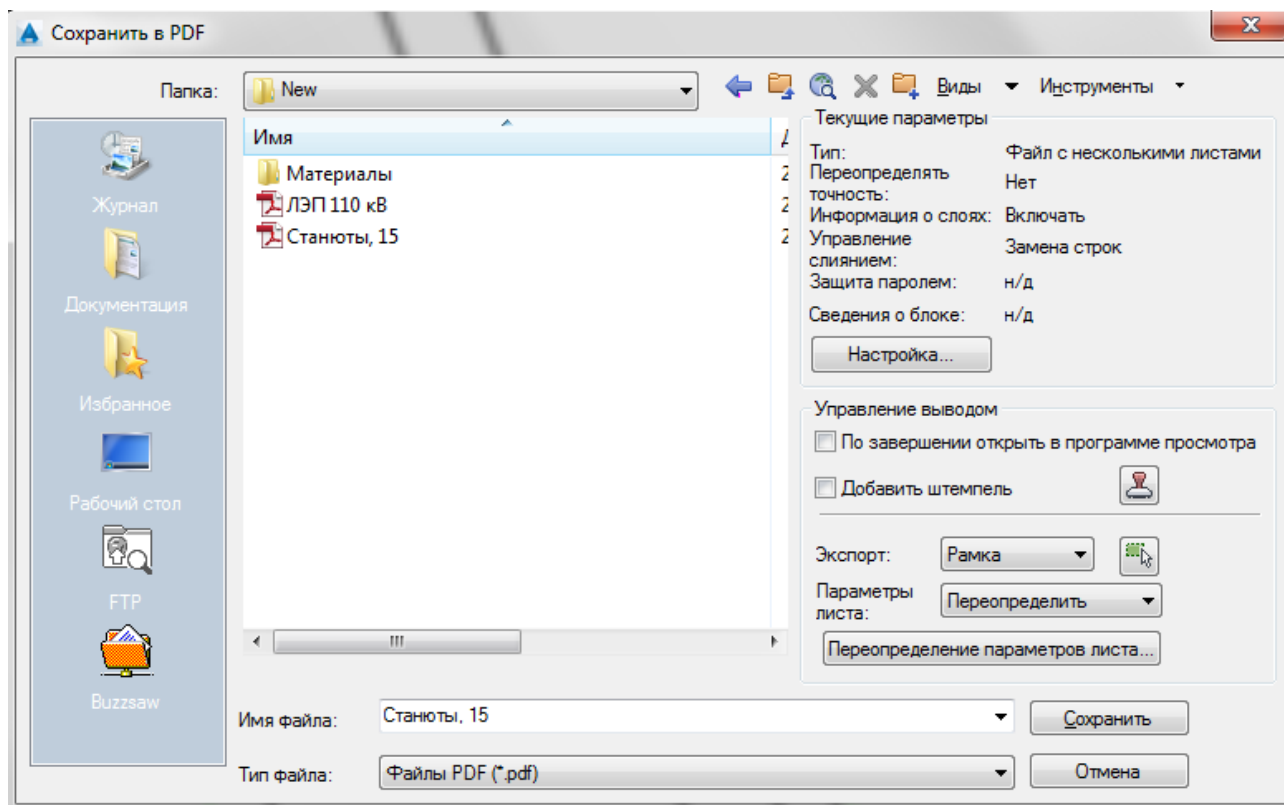 Сохранить в PDF
Папка:
New
Виды
Инструменты
Журнал
Документация
Избранное
Рабочий стол
FTP
Buzzsaw
Имя
Материалы
ЛЭП 110 кВ
Станюты, 15
Текущие параметры
Тип: Файл с несколькими листами
Переопределять
точность: Нет
Информация о слоях: Включать
Управление
слиянием: Замена строк
Защита паролем: н/д
Сведения о блоке: н/д
Настройка...
Управление выводом
По завершении открыть в программе просмотра
Добавить штемпель
Экспорт: Рамка
Параметры
листа: Переопределить
Переопределение параметров листа...
Имя файла: Станюты, 15
Сохранить
Тип файла: Файлы PDF (*.pdf)
Отмена